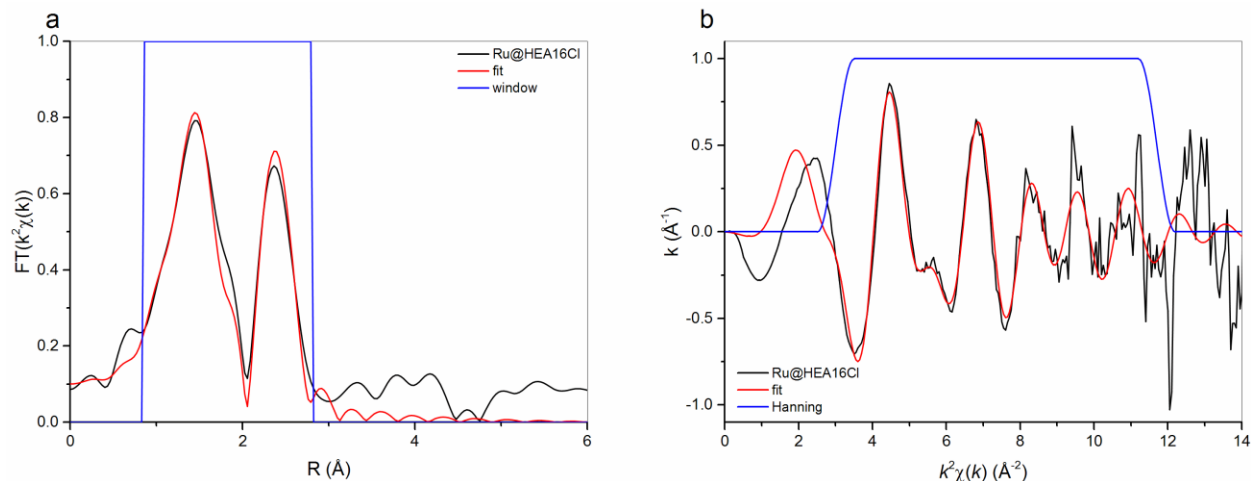 a
1.0
0.8
0.6
0.4
0.2
0.0
FT(k²χ(k))
0
2
4
6
R (Å)
Ru@HEA16Cl
fit
window
b
1.0
0.5
0.0
-0.5
-1.0
k (Å⁻¹)
0
2
4
6
8
10
12
14
k²χ(k) (Å⁻²)
Ru@HEA16Cl
fit
Hanning